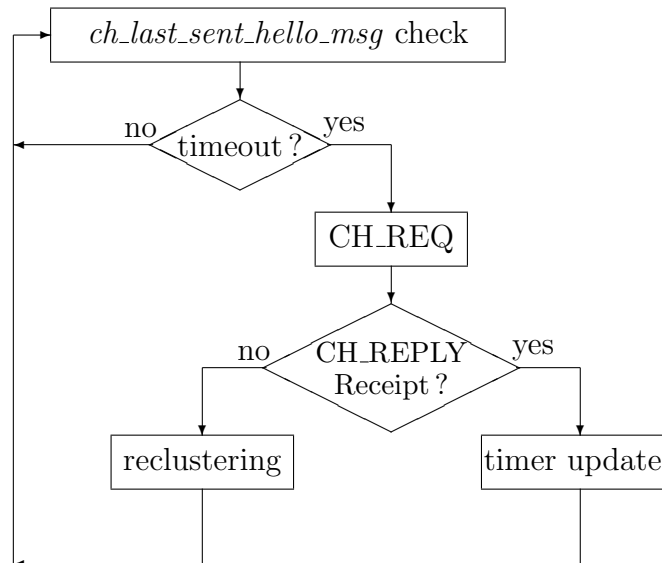 ch_last_sent_hello_msg check
no
yes
timeout ?
CH_REQ
no
yes
CH_REPLY
Receipt ?
reclustering
timer update